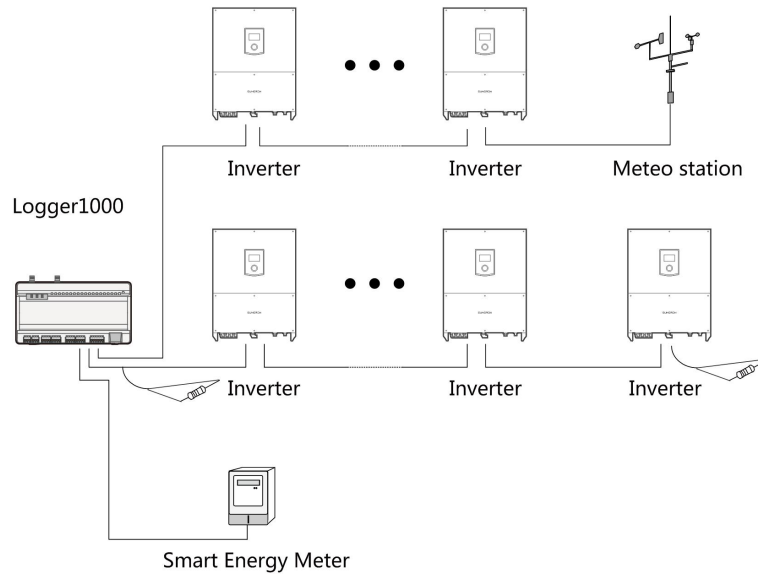 Inverter
Inverter
Meteo station
Logger1000
Inverter
Inverter
Inverter
Smart Energy Meter